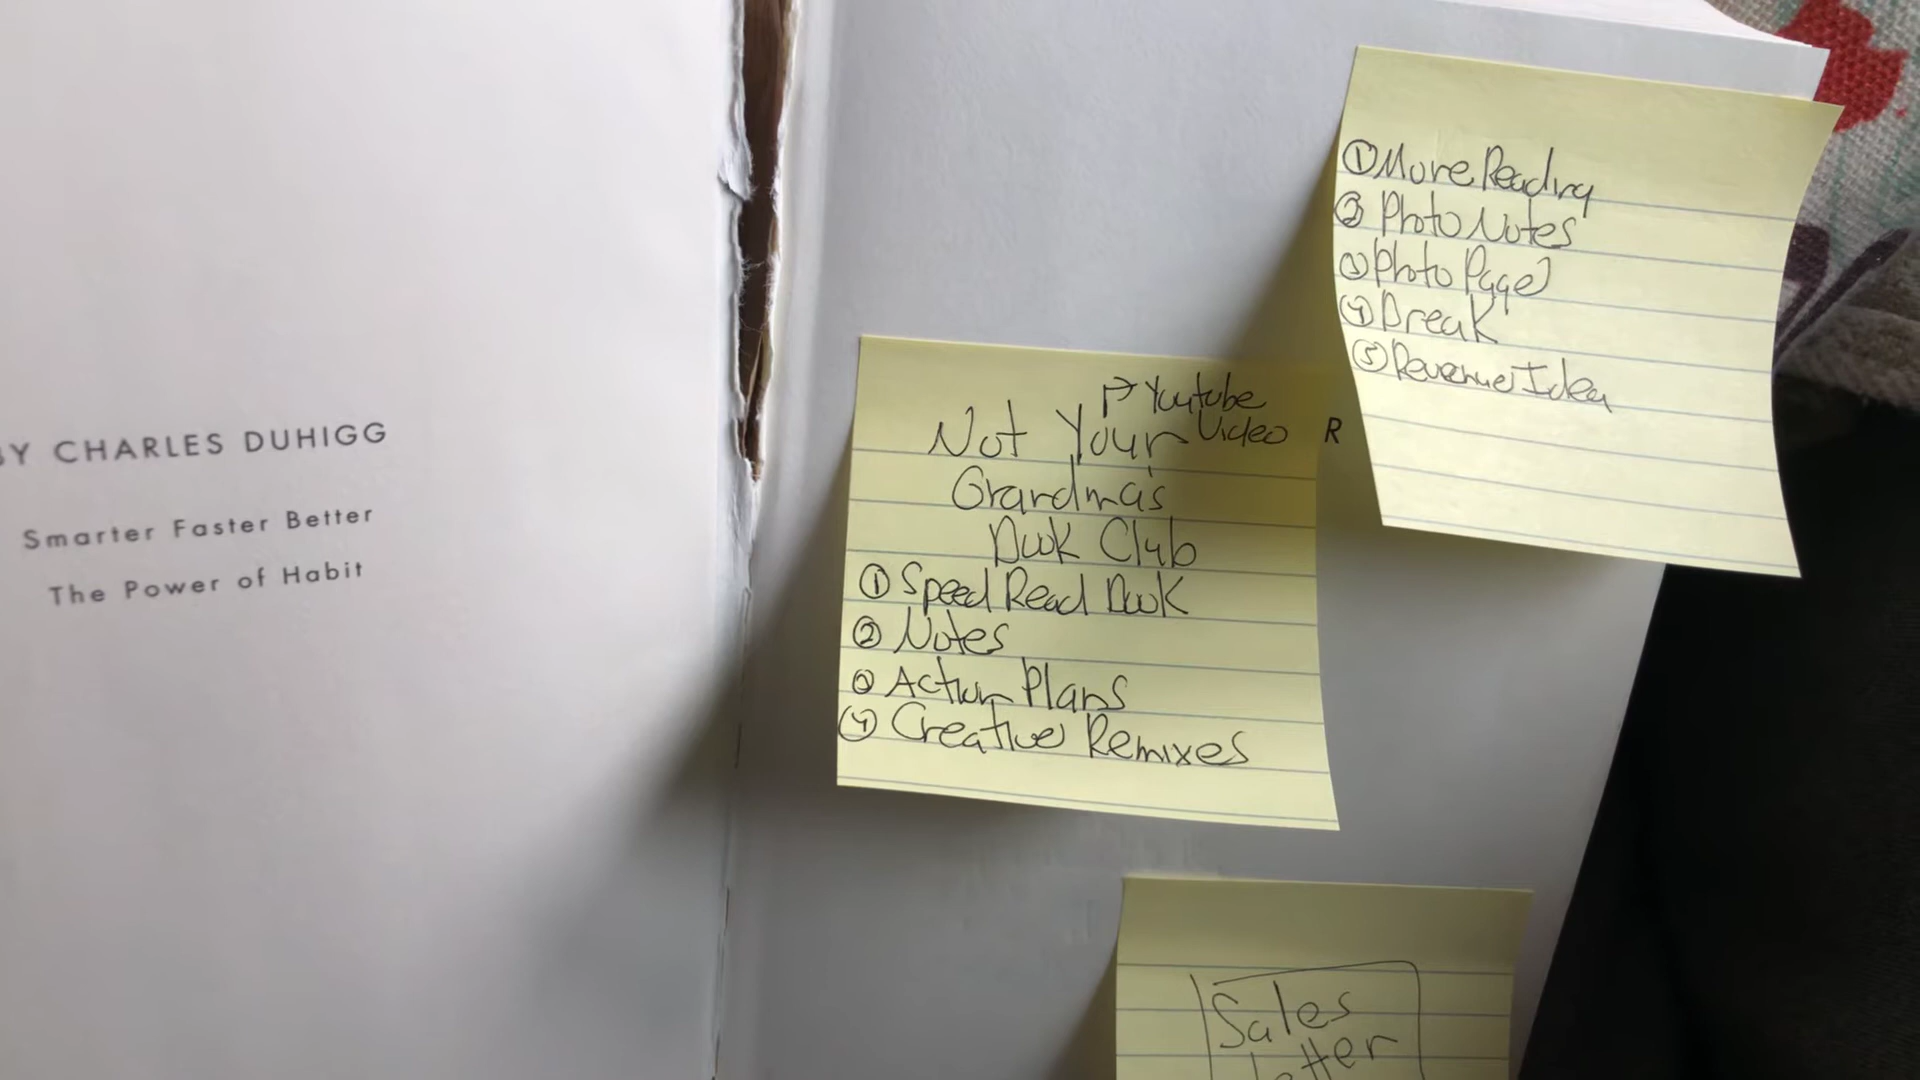 BY CHARLES DUHIGG
Smarter Faster Better
The Power of Habit
→ Youtube
Video
Not Your
Grandma's
Book Club
① Speed Read Book
② Notes
③ Action Plans
④ Creative Remixes
R
① More Reading
② Photo Notes
③ Photo Page
④ Break
⑤ Revenue Idea
Sales
Letter